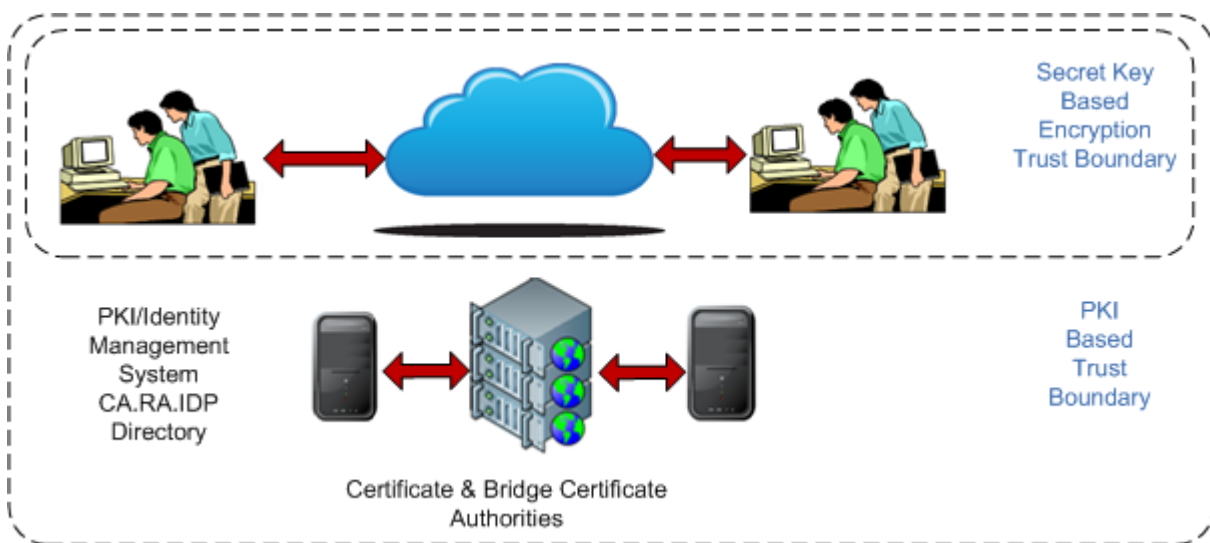 Secret Key
Based
Encryption
Trust Boundary
PKI/Identity
Management
System
CA.RA.IDP
Directory
PKI
Based
Trust
Boundary
Certificate & Bridge Certificate
Authorities